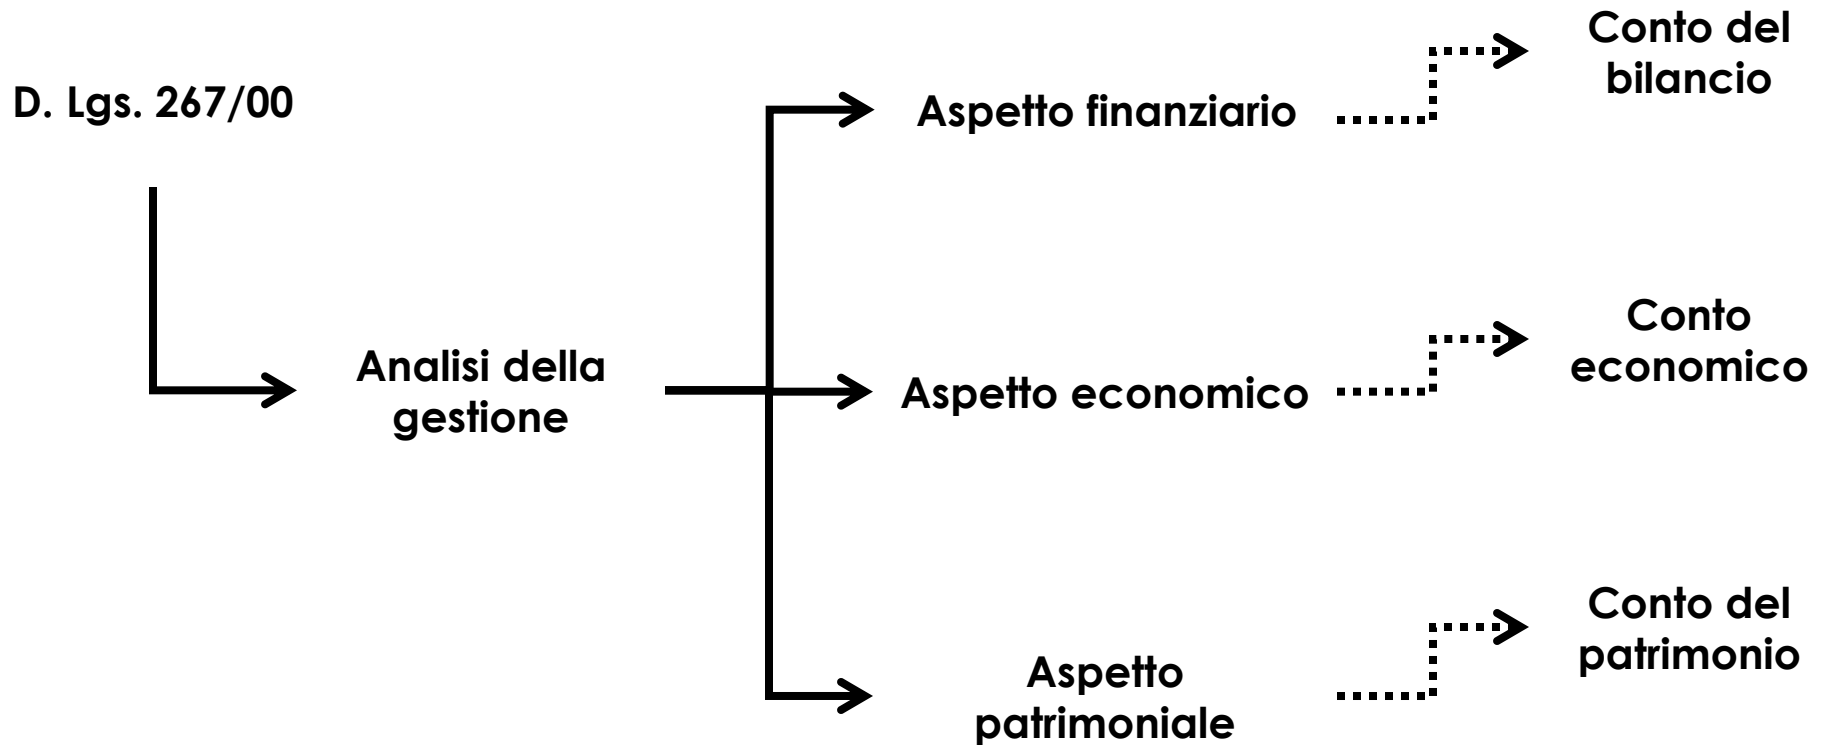 D. Lgs. 267/00
Analisi della
gestione
Aspetto finanziario
Conto del
bilancio
Aspetto economico
Conto
economico
Aspetto
patrimoniale
Conto del
patrimonio